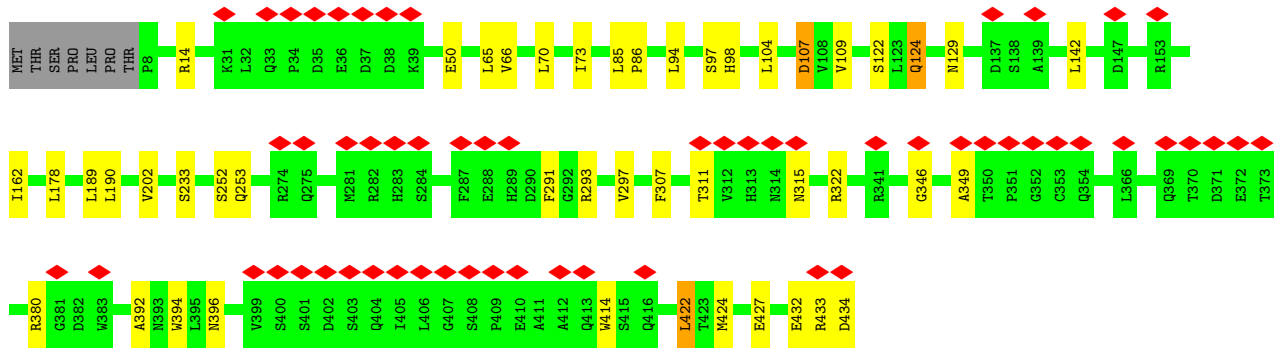 MET THR SER PRO LEU PRO THR P8 R14 K31 L32 Q33 P34 D35 E36 D37 D38 K39 E50 L65 V66 L70 I73 L85 P86 L94 S97 H98 L104 D107 V108 V109 S122 L123 Q124 N129 D137 S138 A139 L142 D147 R153
I162 L178 L189 L190 V202 S233 S252 Q253 R274 Q275 M281 R282 H283 S284 F287 E288 H289 D290 F291 G292 R293 V297 F307 T311 V312 H313 N314 N315 R322 R341 G346 A349 T350 P351 G352 C353 Q354 L366 Q369 T370 D371 E372 T373
R380 G381 D382 W383 A392 N393 W394 L395 N396 V399 S400 S401 D402 S403 Q404 I405 L406 G407 S408 P409 E410 A411 A412 Q413 W414 S415 Q416 L422 T423 M424 E427 E432 R433 D434